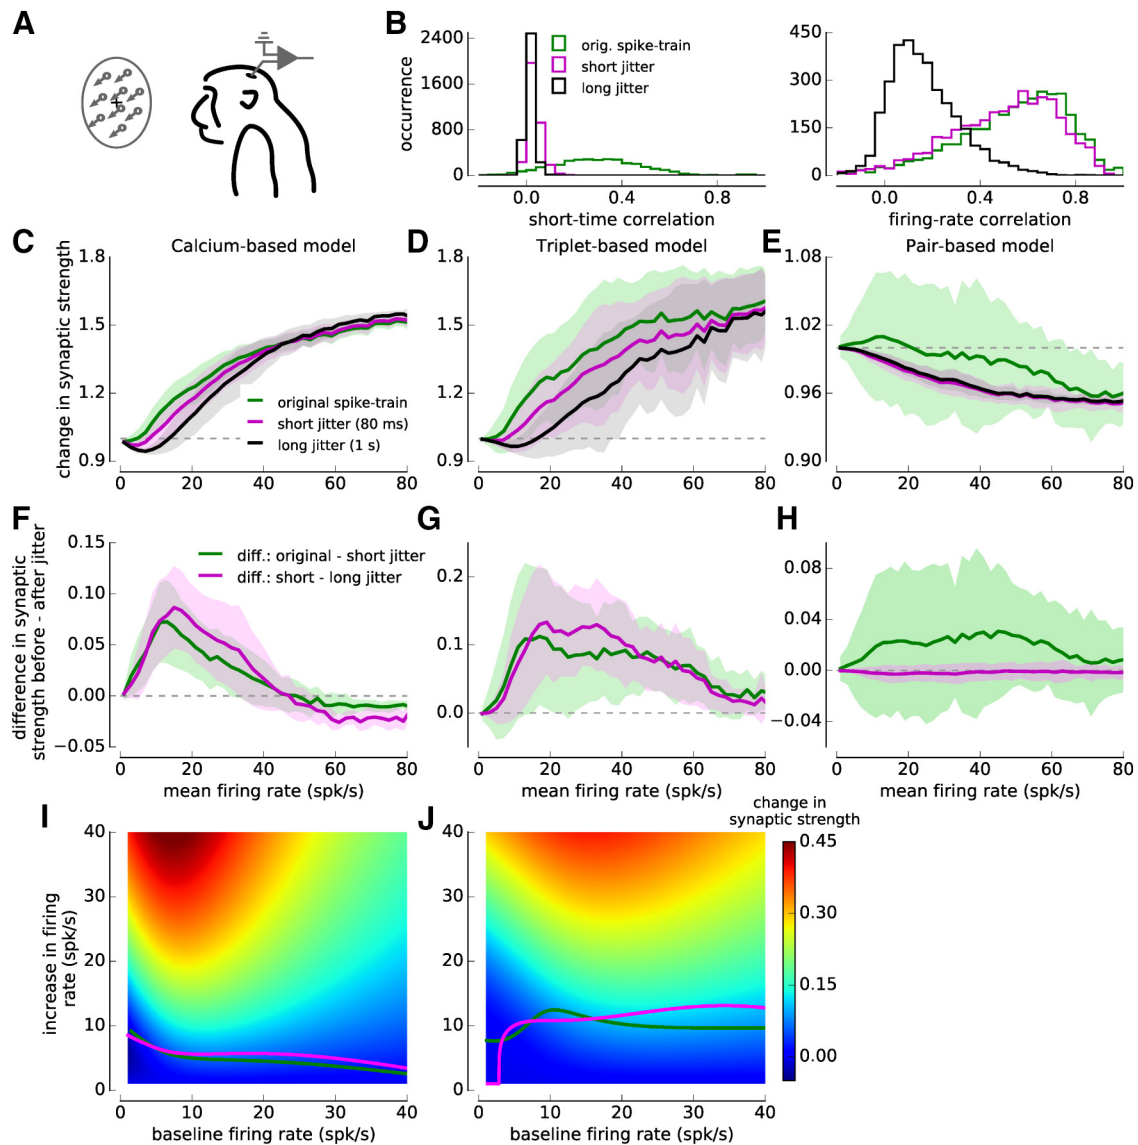 A
B
2400
1600
800
0
occurrence
orig. spike-train
short jitter
long jitter
0.0
0.4
0.8
short-time correlation
450
300
150
0
0.0
0.4
0.8
firing-rate correlation
C
Calcium-based model
1.8
1.5
1.2
0.9
change in synaptic strength
original spike-train
short jitter (80 ms)
long jitter (1 s)
0
20
40
60
80
D
Triplet-based model
1.8
1.5
1.2
0.9
0
20
40
60
80
E
Pair-based model
1.08
1.02
0.96
0.90
0
20
40
60
80
F
0.15
0.10
0.05
0.00
−0.05
difference in synaptic
strength before - after jitter
diff.: original - short jitter
diff.: short - long jitter
0
20
40
60
80
mean firing rate (spk/s)
G
0.2
0.1
0.0
0
20
40
60
80
mean firing rate (spk/s)
H
0.08
0.04
0.00
−0.04
0
20
40
60
80
mean firing rate (spk/s)
I
40
30
20
10
0
increase in firing
rate (spk/s)
0
10
20
30
40
baseline firing rate (spk/s)
J
40
30
20
10
0
0
10
20
30
40
baseline firing rate (spk/s)
change in
synaptic strength
0.45
0.30
0.15
0.00